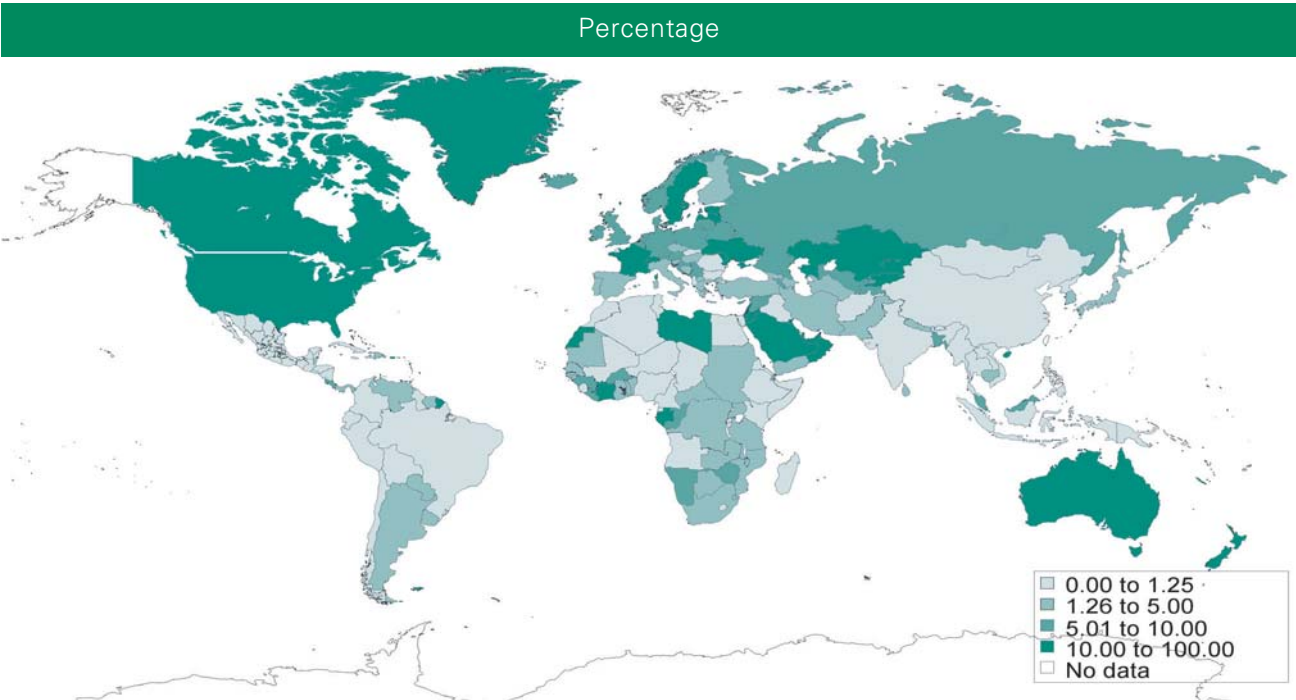 Percentage
0.00 to 1.25
1.26 to 5.00
5.01 to 10.00
10.00 to 100.00
No data